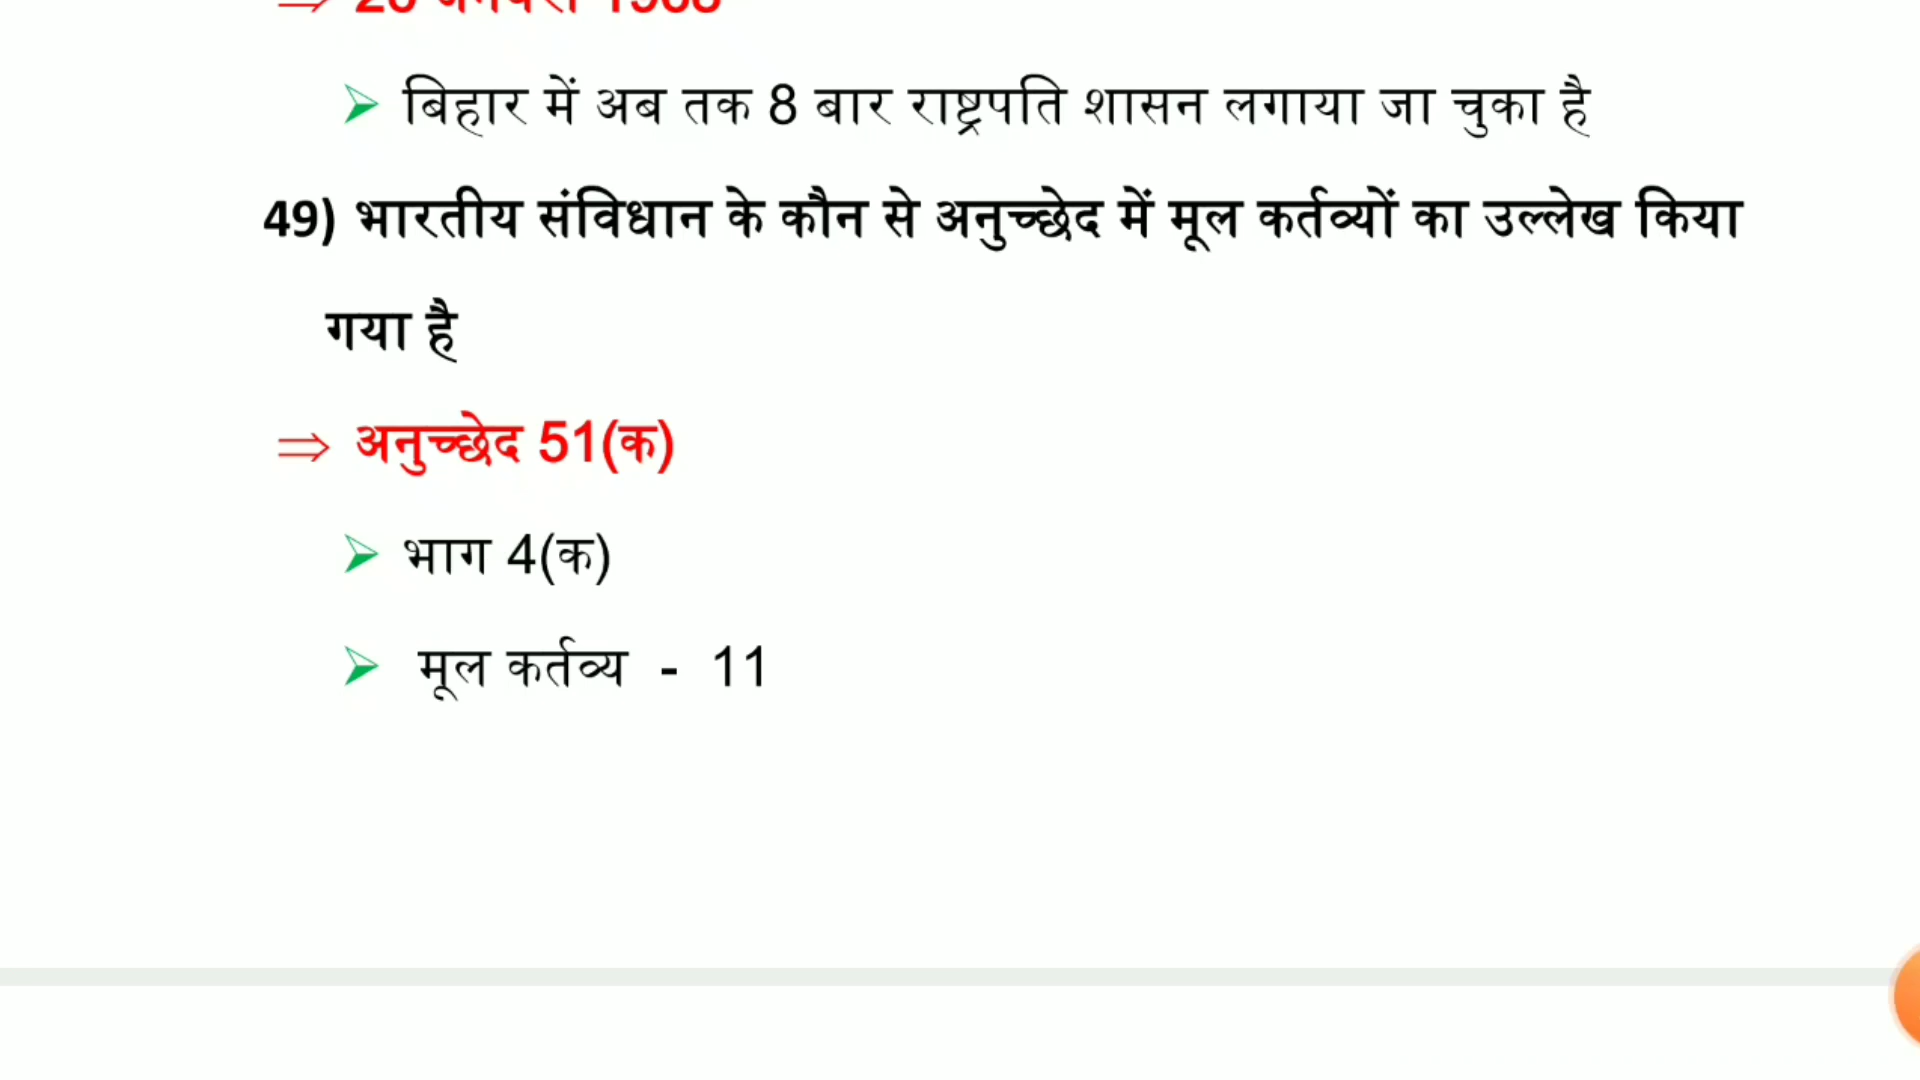 ➢ बिहार में अब तक 8 बार राष्ट्रपति शासन लगाया जा चुका है
49) भारतीय संविधान के कौन से अनुच्छेद में मूल कर्तव्यों का उल्लेख किया
गया है
⇒ अनुच्छेद 51(क)
➢ भाग 4(क)
➢ मूल कर्तव्य - 11